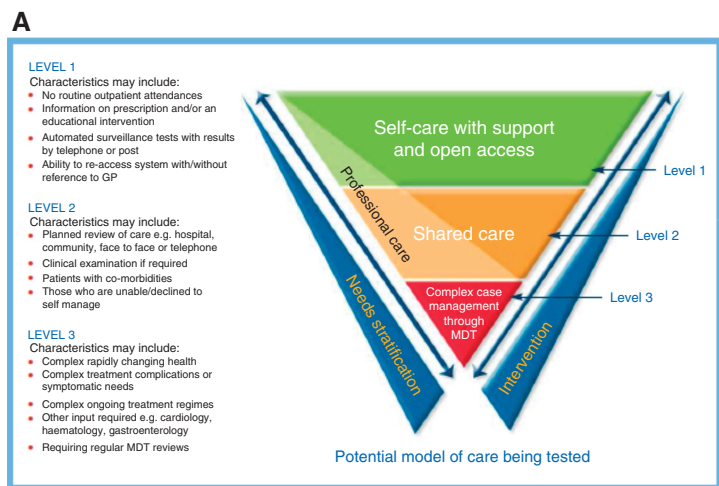 A
LEVEL 1
Characteristics may include:
No routine outpatient attendances
Information on prescription and/or an
educational intervention
Automated surveillance tests with results
by telephone or post
Ability to re-access system with/without
reference to GP
LEVEL 2
Characteristics may include:
Planned review of care e.g. hospital,
community, face to face or telephone
Clinical examination if required
Patients with co-morbidities
Those who are unable/declined to
self manage
LEVEL 3
Characteristics may include:
Complex rapidly changing health
Complex treatment complications or
symptomatic needs
Complex ongoing treatment regimes
Other input required e.g. cardiology,
haematology, gastroenterology
Requiring regular MDT reviews
Self-care with support
and open access
Level 1
Professional care
Shared care
Level 2
Complex case
management
through
MDT
Level 3
Needs stratification
Intervention
Potential model of care being tested